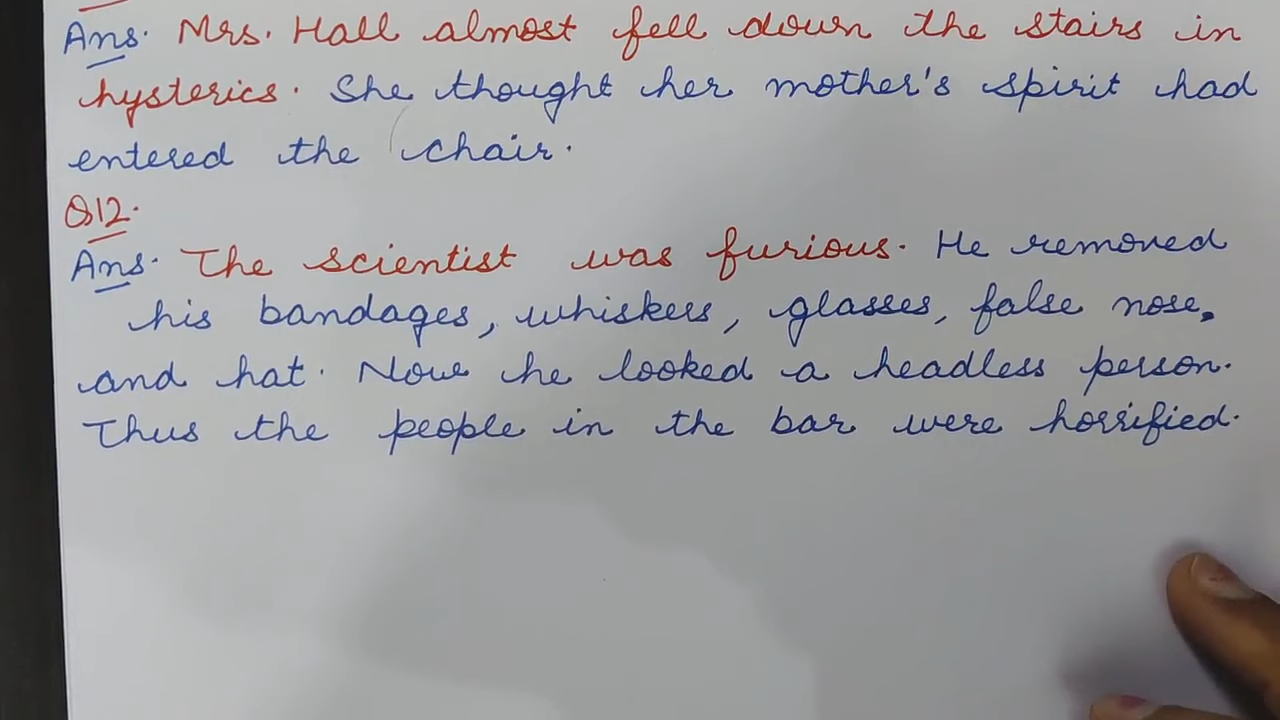 Ans. Mrs. Hall almost fell down the stairs in
hysterics. She thought her mother's spirit had
entered the chair.
Q12.
Ans. The scientist was furious. He removed
his bandages, whiskers, glasses, false nose,
and hat. Now he looked a headless person.
Thus the people in the bar were horrified.